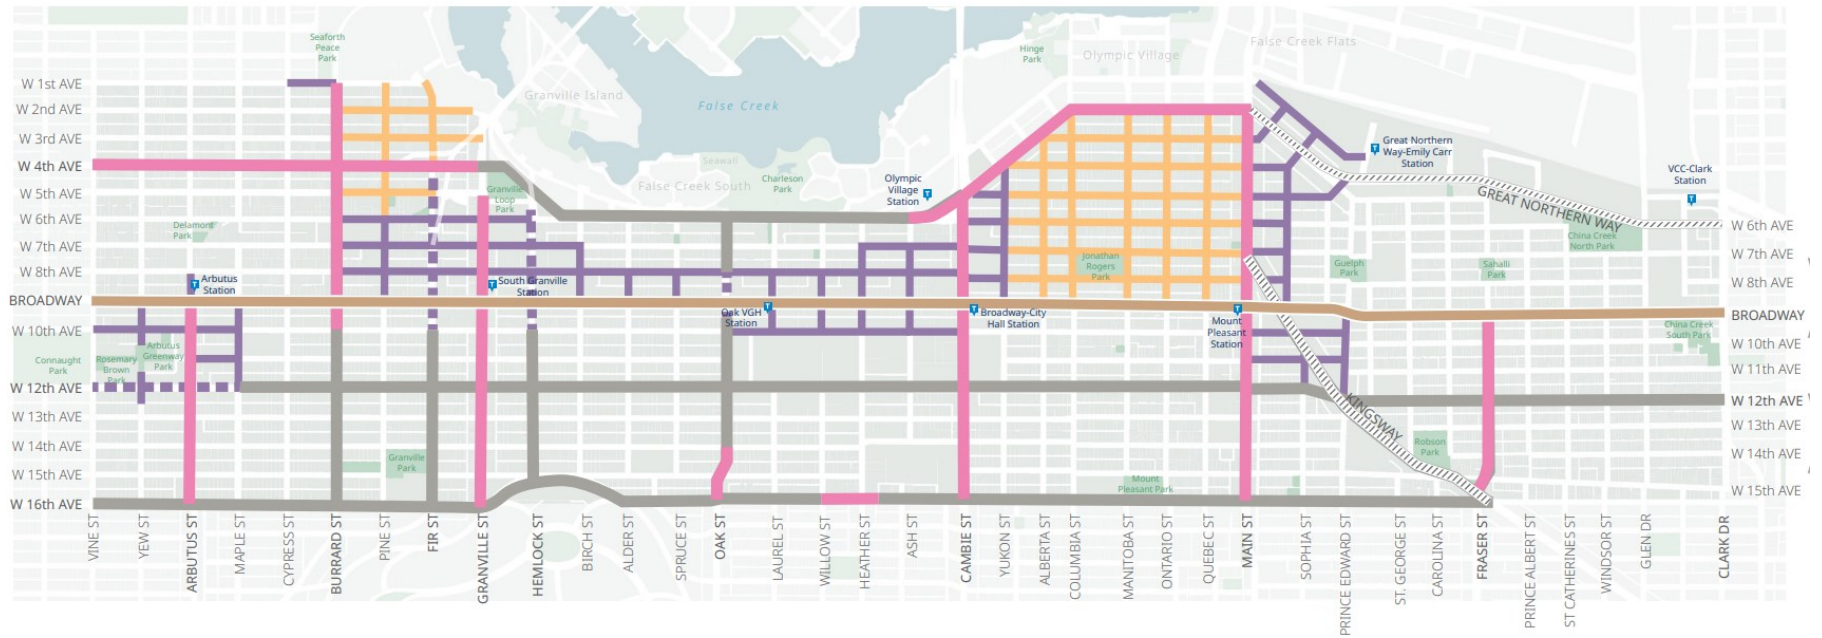 Seaforth
Peace
Park
Hinge
Park
Olympic Village
False Creek Flats
W 1st AVE
W 2nd AVE
W 3rd AVE
W 4th AVE
W 5th AVE
W 6th AVE
W 7th AVE
W 8th AVE
BROADWAY
W 10th AVE
W 12th AVE
W 13th AVE
W 14th AVE
W 15th AVE
W 16th AVE
Granville Island
False Creek
Seawall
False Creek South
Charleson
Park
Granville
Loop
Park
Delamont
Park
Olympic
Village
Station
Great Northern
Way-Emily Carr
Station
VCC-Clark
Station
GREAT NORTHERN WAY
China Creek
North Park
Jonathan
Rogers
Park
Guelph
Park
Sahalli
Park
Arbutus
Station
South Granville
Station
Oak VGH
Station
Broadway-City
Hall Station
Mount
Pleasant
Station
China Creek
South Park
Connaught
Park
Rosemary
Brown
Park
Arbutus
Greenway
Park
KINGSWAY
Granville
Park
Mount
Pleasant Park
Robson
Park
W 6th AVE
W 7th AVE
W 8th AVE
BROADWAY
W 10th AVE
W 11th AVE
W 12th AVE
W 13th AVE
W 14th AVE
W 15th AVE
VINE ST
YEW ST
ARBUTUS ST
MAPLE ST
CYPRESS ST
BURRARD ST
PINE ST
FIR ST
GRANVILLE ST
HEMLOCK ST
BIRCH ST
ALDER ST
SPRUCE ST
OAK ST
LAUREL ST
WILLOW ST
HEATHER ST
ASH ST
CAMBIE ST
YUKON ST
ALBERTA ST
COLUMBIA ST
MANITOBA ST
ONTARIO ST
QUEBEC ST
MAIN ST
SOPHIA ST
PRINCE EDWARD ST
ST. GEORGE ST
CAROLINA ST
FRASER ST
PRINCE ALBERT ST
ST CATHERINES ST
WINDSOR ST
GLEN DR
CLARK DR